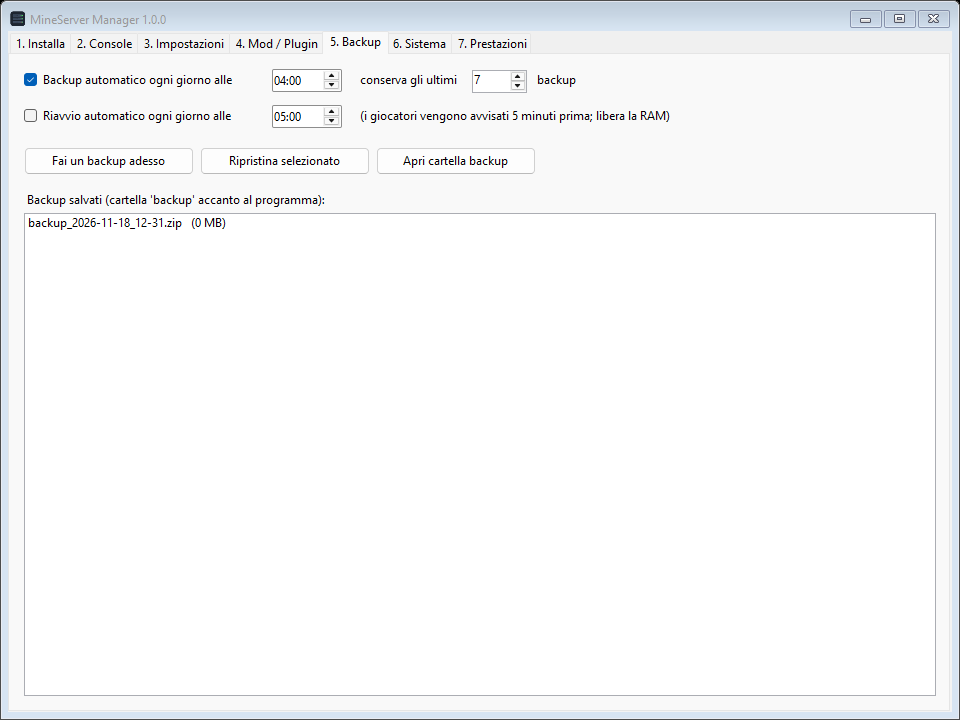 MineServer Manager 1.0.0
1. Installa 2. Console 3. Impostazioni 4. Mod / Plugin 5. Backup 6. Sistema 7. Prestazioni
Backup automatico ogni giorno alle 04:00 conserva gli ultimi 7 backup
Riavvio automatico ogni giorno alle 05:00 (i giocatori vengono avvisati 5 minuti prima; libera la RAM)
Fai un backup adesso Ripristina selezionato Apri cartella backup
Backup salvati (cartella 'backup' accanto al programma):
backup_2026-11-18_12-31.zip (0 MB)